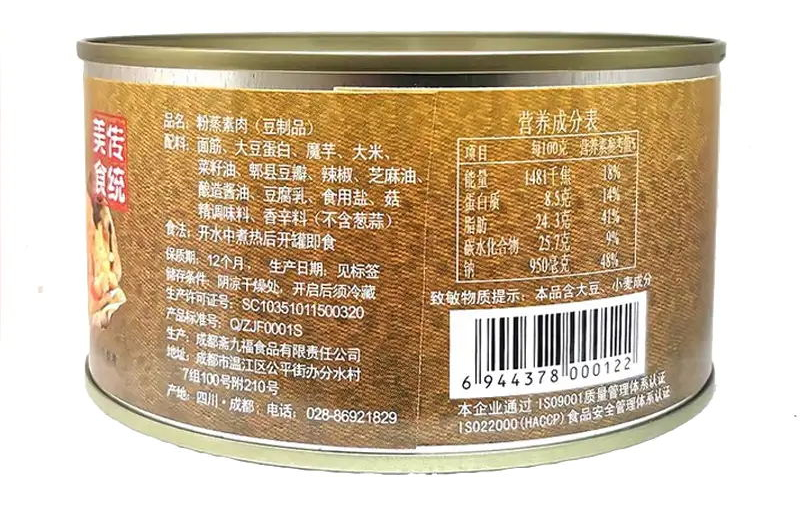 传统
美食
品名：粉蒸素肉（豆制品）
配料：面筋、大豆蛋白、魔芋、大米、
菜籽油、郫县豆瓣、辣椒、芝麻油、
酿造酱油、豆腐乳、食用盐、菇
精调味料、香辛料（不含葱蒜）
食法：开水中煮热后开罐即食
保质期：12个月， 生产日期：见标签
储存条件：阴凉干燥处，开启后须冷藏
生产许可证号：SC10351011500320
产品标准号：Q/ZJF0001S
生产：成都斋九福食品有限责任公司
地址：成都市温江区公平街办分水村
7组100号附210号
产地：四川·成都，电话：028-86921829
营养成分表
项目 每100克 营养素参考值%
能量 1481千焦 18%
蛋白质 8.5克 14%
脂肪 24.3克 41%
碳水化合物 25.7克 9%
钠 950毫克 48%
致敏物质提示：本品含大豆、小麦成分
6 944378 000122
本企业通过 ISO9001质量管理体系认证
ISO22000(HACCP)食品安全管理体系认证